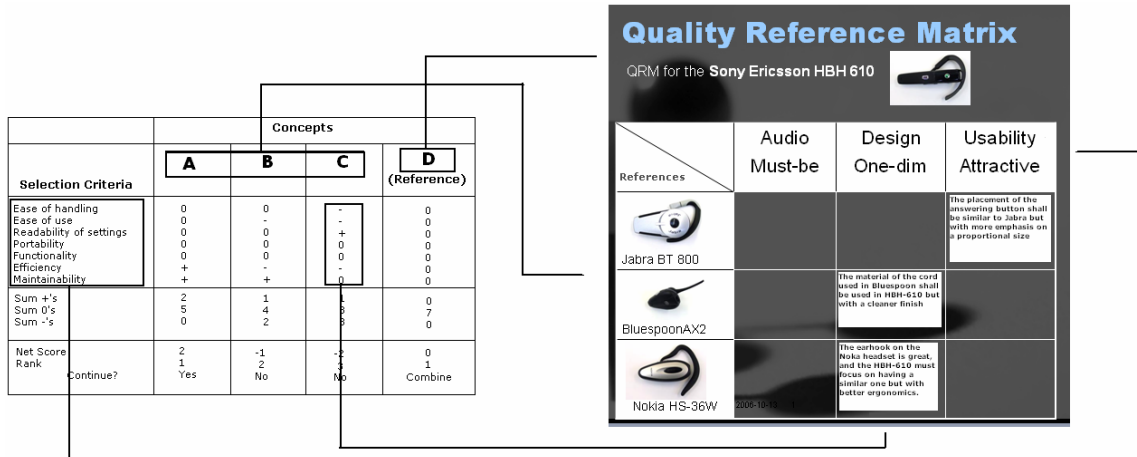 Concepts
A B C D
(Reference)
Selection Criteria
Ease of handling 0 0 - 0
Ease of use 0 - - 0
Readability of settings 0 0 + 0
Portability 0 0 0 0
Functionality 0 0 0 0
Efficiency + - - 0
Maintainability + + 0 0
Sum +'s 2 1 1 0
Sum 0's 5 4 3 7
Sum -'s 0 2 3 0
Net Score 2 -1 -2 0
Rank 1 2 3 1
Continue? Yes No No Combine
Quality Reference Matrix
QRM for the Sony Ericsson HBH 610
References
Audio
Must-be
Design
One-dim
Usability
Attractive
Jabra BT 800
The placement of the
answering button shall
be similar to Jabra but
with more emphasis on
a proportional size
BluespoonAX2
The material of the cord
used in Bluespoon shall
be used in HBH-610 but
with a cleaner finish
Nokia HS-36W
The earhook on the
Noka headset is great,
and the HBH-610 must
focus on having a
similar one but with
better ergonomics.